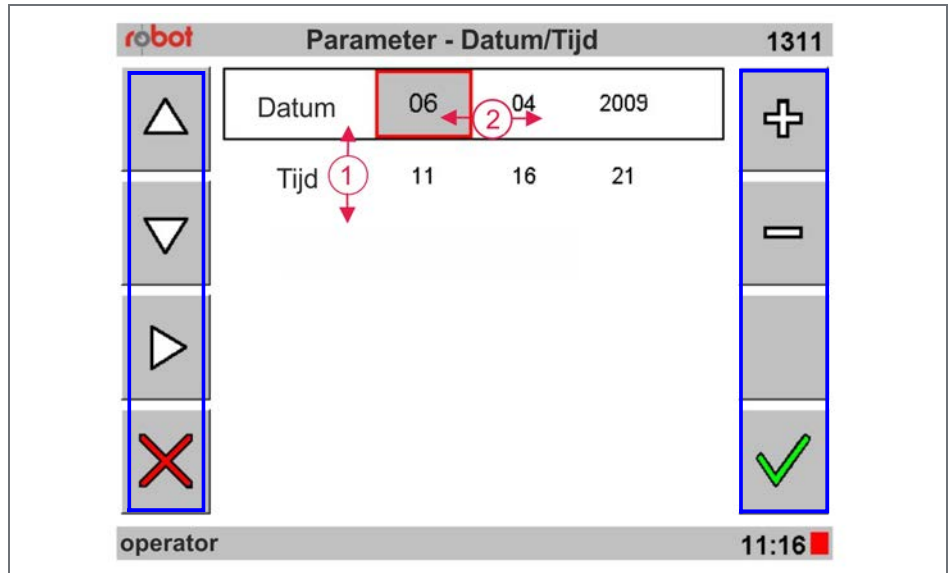 robot Parameter - Datum/Tijd 1311
Datum 06 04 2009
2
Tijd 11 16 21
1
operator 11:16